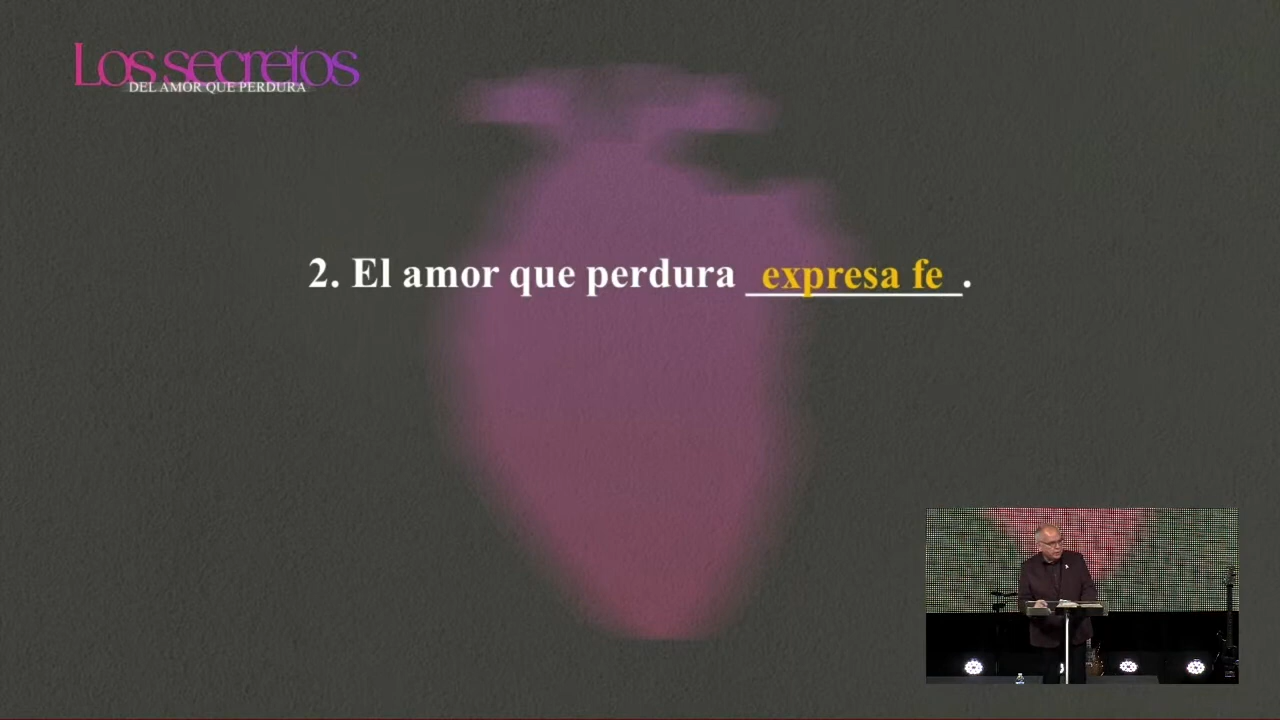 Los secretos
DEL AMOR QUE PERDURA
2. El amor que perdura expresa fe.